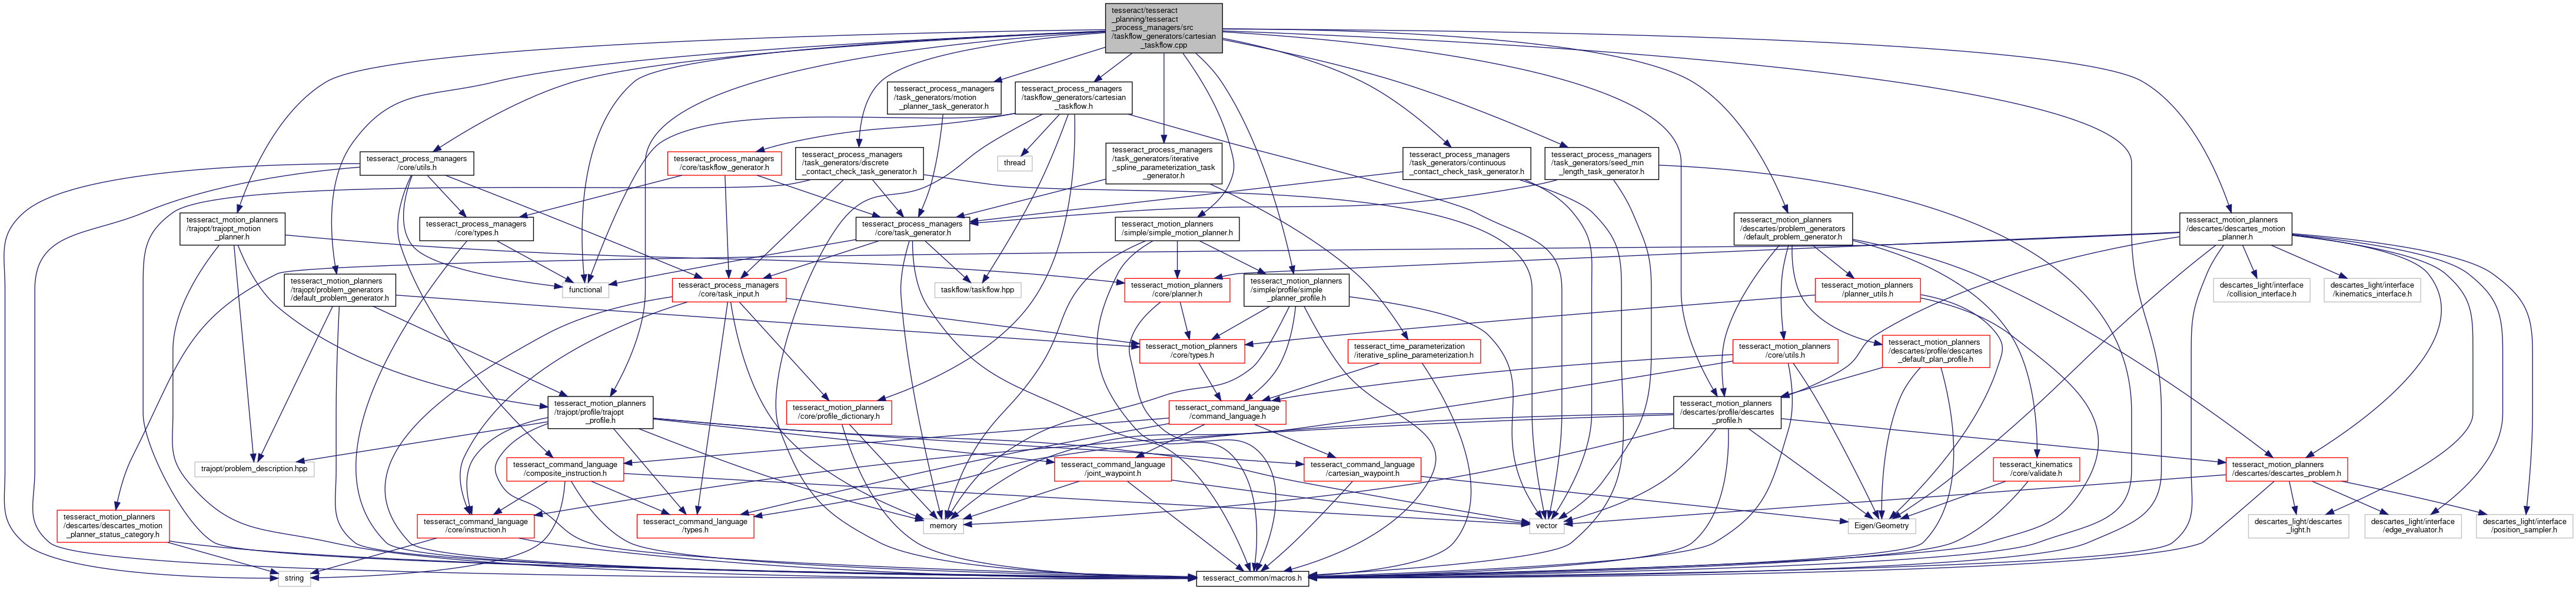 tesseract/tesseract
_planning/tesseract
_process_managers/src
/taskflow_generators/cartesian
_taskflow.cpp
tesseract_process_managers
/task_generators/motion
_planner_task_generator.h
tesseract_process_managers
/taskflow_generators/cartesian
_taskflow.h
tesseract_process_managers
/core/utils.h
tesseract_process_managers
/core/taskflow_generator.h
tesseract_process_managers
/task_generators/discrete
_contact_check_task_generator.h
thread
tesseract_process_managers
/task_generators/iterative
_spline_parameterization_task
_generator.h
tesseract_process_managers
/task_generators/continuous
_contact_check_task_generator.h
tesseract_process_managers
/task_generators/seed_min
_length_task_generator.h
tesseract_motion_planners
/trajopt/trajopt_motion
_planner.h
tesseract_process_managers
/core/types.h
tesseract_process_managers
/core/task_generator.h
tesseract_motion_planners
/simple/simple_motion_planner.h
tesseract_motion_planners
/descartes/problem_generators
/default_problem_generator.h
tesseract_motion_planners
/descartes/descartes_motion
_planner.h
tesseract_motion_planners
/trajopt/problem_generators
/default_problem_generator.h
functional
tesseract_process_managers
/core/task_input.h
taskflow/taskflow.hpp
tesseract_motion_planners
/core/planner.h
tesseract_motion_planners
/simple/profile/simple
_planner_profile.h
tesseract_motion_planners
/planner_utils.h
descartes_light/interface
/collision_interface.h
descartes_light/interface
/kinematics_interface.h
tesseract_motion_planners
/core/types.h
tesseract_time_parameterization
/iterative_spline_parameterization.h
tesseract_motion_planners
/core/utils.h
tesseract_motion_planners
/descartes/profile/descartes
_default_plan_profile.h
tesseract_motion_planners
/trajopt/profile/trajopt
_profile.h
tesseract_motion_planners
/core/profile_dictionary.h
tesseract_command_language
/command_language.h
tesseract_motion_planners
/descartes/profile/descartes
_profile.h
trajopt/problem_description.hpp
tesseract_command_language
/composite_instruction.h
tesseract_command_language
/joint_waypoint.h
tesseract_command_language
/cartesian_waypoint.h
tesseract_kinematics
/core/validate.h
tesseract_motion_planners
/descartes/descartes_problem.h
tesseract_motion_planners
/descartes/descartes_motion
_planner_status_category.h
tesseract_command_language
/core/instruction.h
tesseract_command_language
/types.h
memory
vector
Eigen/Geometry
descartes_light/descartes
_light.h
descartes_light/interface
/edge_evaluator.h
descartes_light/interface
/position_sampler.h
string
tesseract_common/macros.h